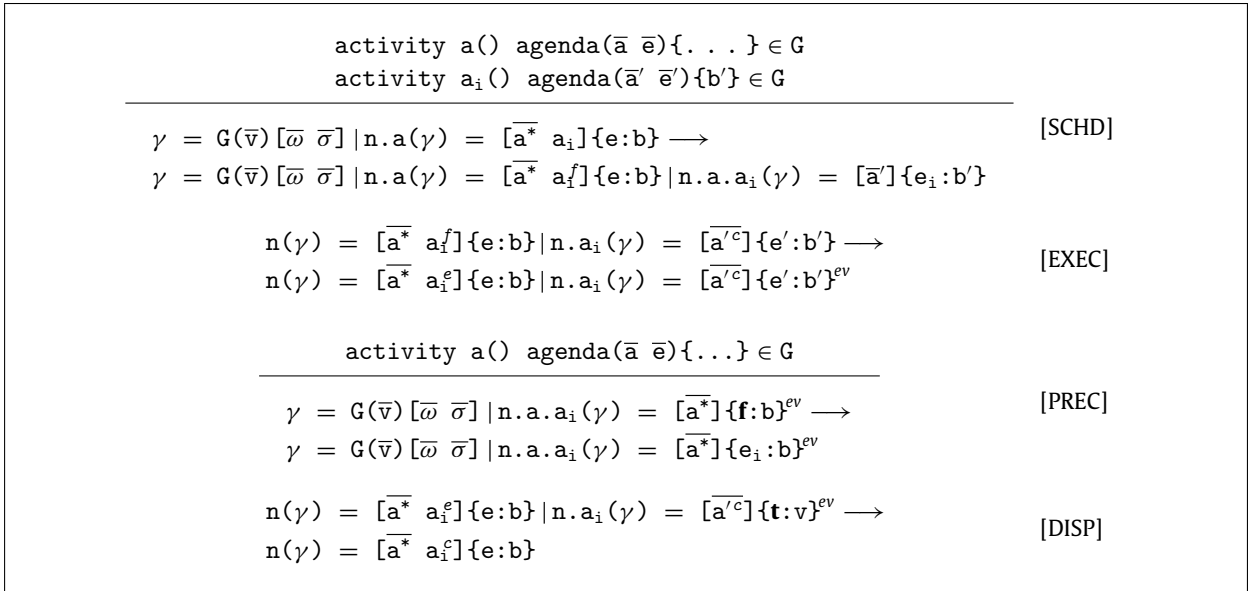 activity a() agenda(a̅ e̅){. . . } ∈ G
activity aᵢ() agenda(a̅′ e̅′){b′} ∈ G
[SCHD]
γ = G(v̅)[ω̅ σ̅]|n.a(γ) = [a̅*̅ aᵢ]{e:b} ⟶
γ = G(v̅)[ω̅ σ̅]|n.a(γ) = [a̅*̅ aᵢᶠ]{e:b}|n.a.aᵢ(γ) = [a̅′]{eᵢ:b′}
n(γ) = [a̅*̅ aᵢᶠ]{e:b}|n.aᵢ(γ) = [a̅′̅ᶜ̅]{e′:b′} ⟶
[EXEC]
n(γ) = [a̅*̅ aᵢᵉ]{e:b}|n.aᵢ(γ) = [a̅′̅ᶜ̅]{e′:b′}ᵉᵛ
activity a() agenda(a̅ e̅){...} ∈ G
[PREC]
γ = G(v̅)[ω̅ σ̅]|n.a.aᵢ(γ) = [a̅*̅]{f:b}ᵉᵛ ⟶
γ = G(v̅)[ω̅ σ̅]|n.a.aᵢ(γ) = [a̅*̅]{eᵢ:b}ᵉᵛ
n(γ) = [a̅*̅ aᵢᵉ]{e:b}|n.aᵢ(γ) = [a̅′̅ᶜ̅]{t:v}ᵉᵛ ⟶
[DISP]
n(γ) = [a̅*̅ aᵢᶜ]{e:b}